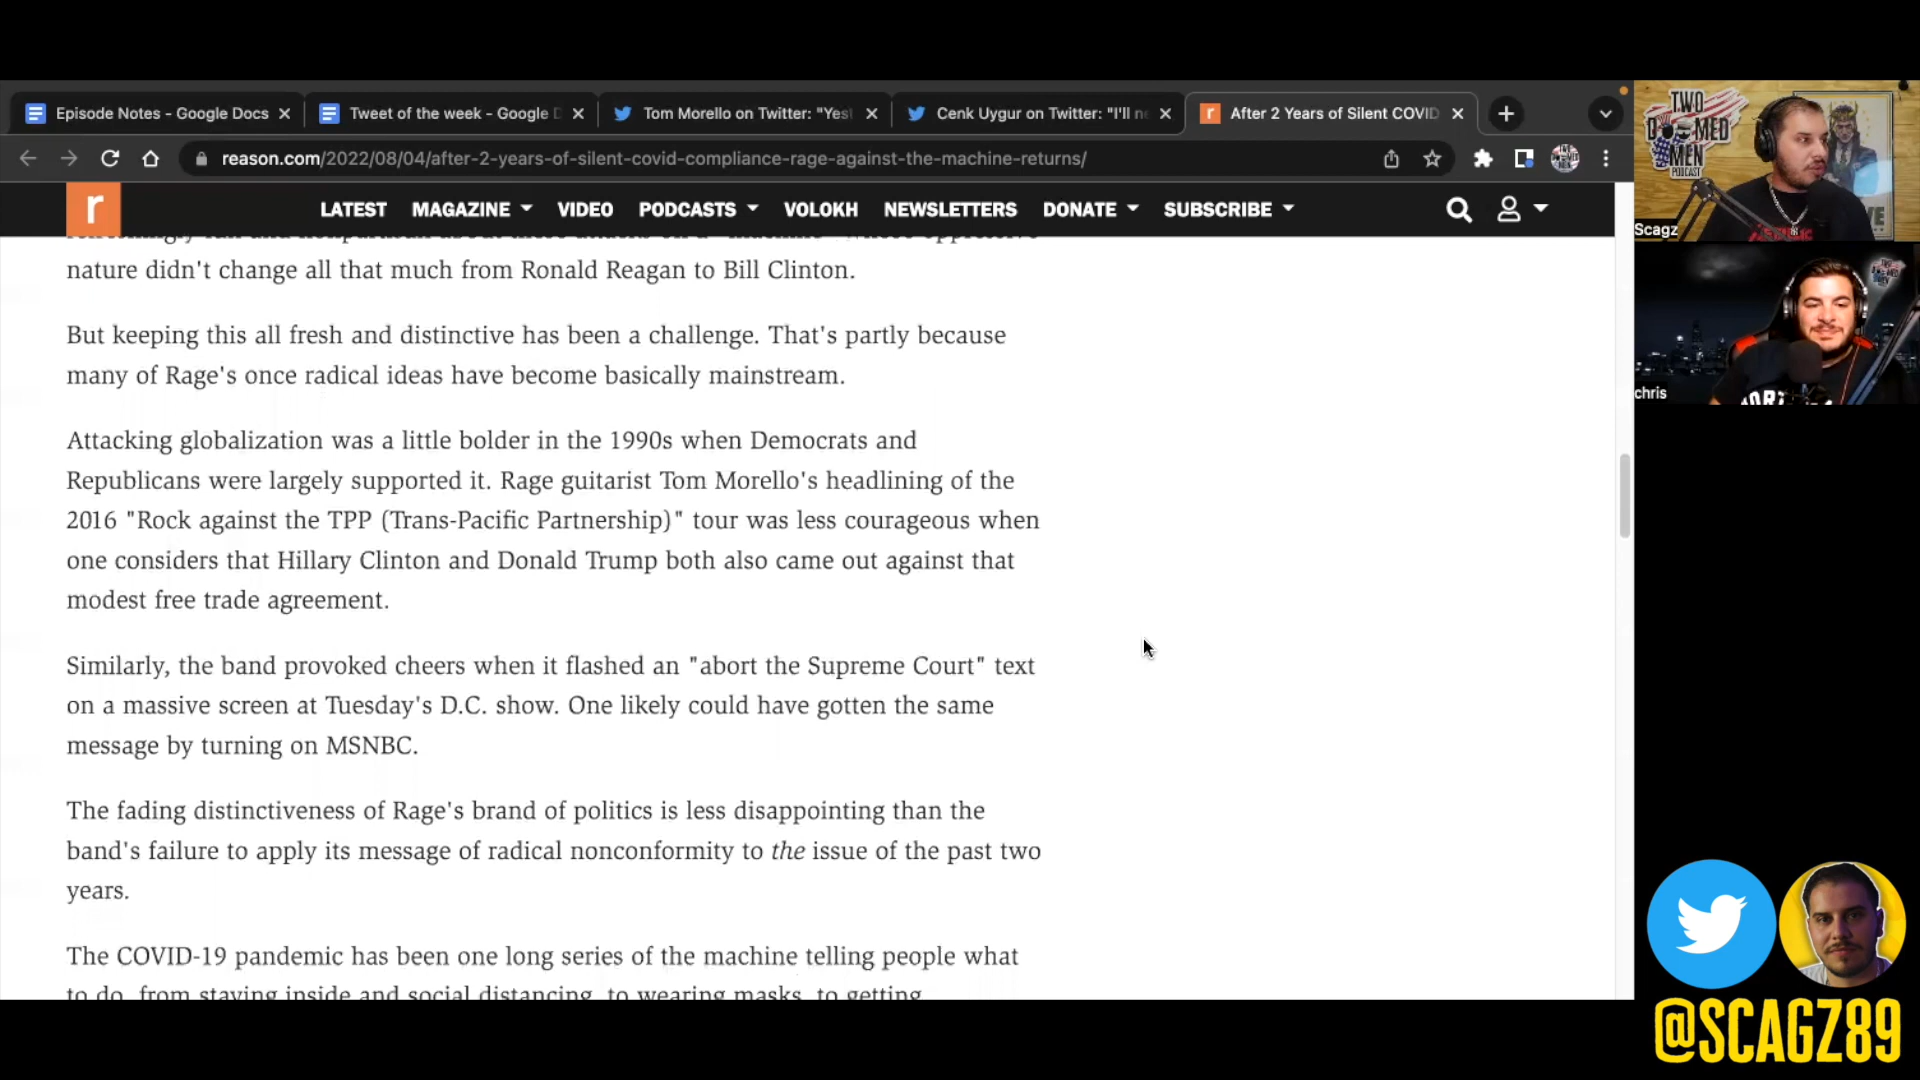 Episode Notes - Google Docs
Tweet of the week - Google D
Tom Morello on Twitter: "Yest
Cenk Uygur on Twitter: "I'll ne
After 2 Years of Silent COVID
reason.com/2022/08/04/after-2-years-of-silent-covid-compliance-rage-against-the-machine-returns/
r
LATEST MAGAZINE VIDEO PODCASTS VOLOKH NEWSLETTERS DONATE SUBSCRIBE
nature didn't change all that much from Ronald Reagan to Bill Clinton.
But keeping this all fresh and distinctive has been a challenge. That's partly because
many of Rage's once radical ideas have become basically mainstream.
Attacking globalization was a little bolder in the 1990s when Democrats and
Republicans were largely supported it. Rage guitarist Tom Morello's headlining of the
2016 "Rock against the TPP (Trans-Pacific Partnership)" tour was less courageous when
one considers that Hillary Clinton and Donald Trump both also came out against that
modest free trade agreement.
Similarly, the band provoked cheers when it flashed an "abort the Supreme Court" text
on a massive screen at Tuesday's D.C. show. One likely could have gotten the same
message by turning on MSNBC.
The fading distinctiveness of Rage's brand of politics is less disappointing than the
band's failure to apply its message of radical nonconformity to the issue of the past two
years.
The COVID-19 pandemic has been one long series of the machine telling people what
to do, from staying inside and social distancing, to wearing masks, to getting
TWO
DOOMED
MEN
PODCAST
Scagz
chris
@SCAGZ89